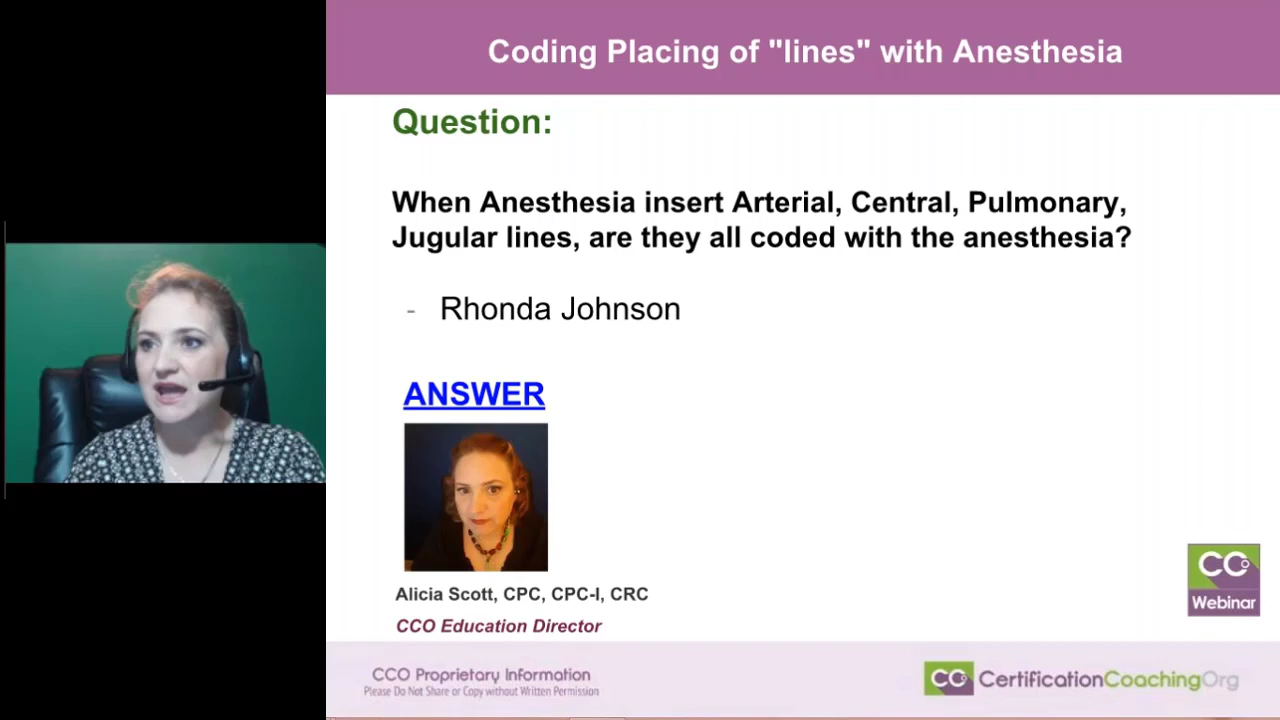 Coding Placing of "lines" with Anesthesia
Question:
When Anesthesia insert Arterial, Central, Pulmonary,
Jugular lines, are they all coded with the anesthesia?
- Rhonda Johnson
ANSWER
Alicia Scott, CPC, CPC-I, CRC
CCO Education Director
CCO
Webinar
CCO Proprietary Information
Please Do Not Share or Copy without Written Permission
CCO CertificationCoachingOrg